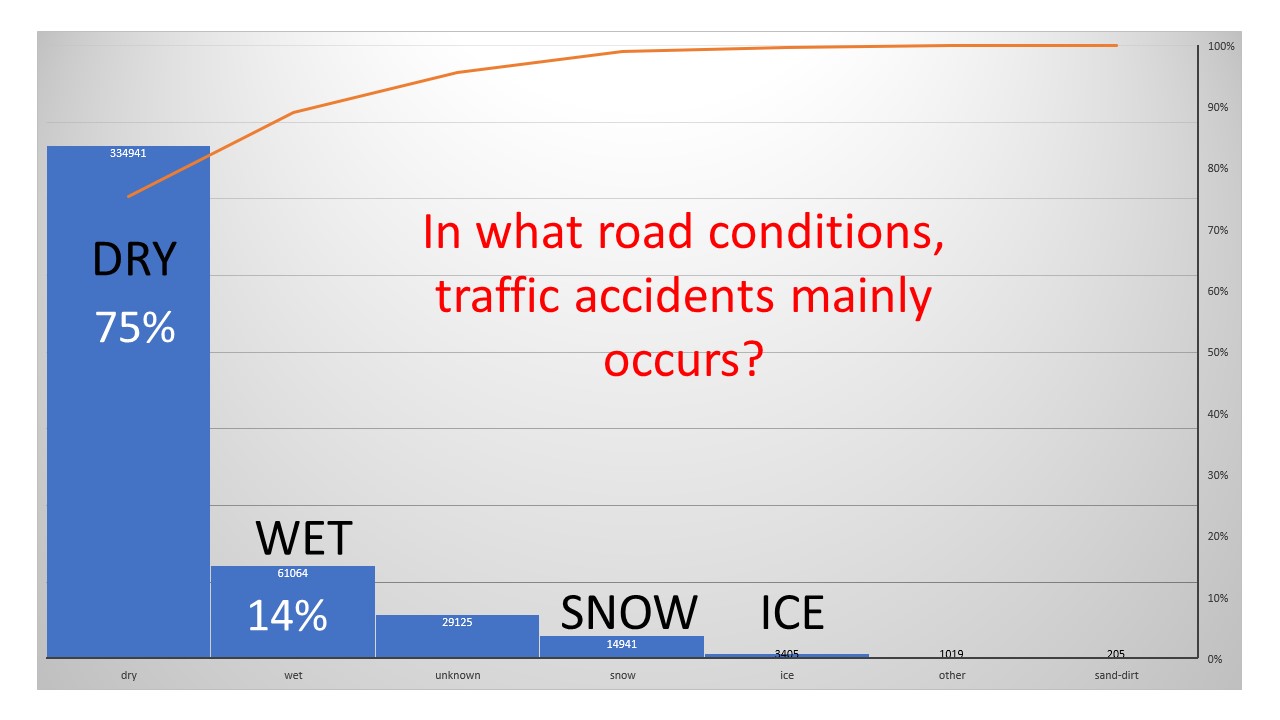 100%
90%
334941
80%
In what road conditions,
traffic accidents mainly
occurs?
DRY
75%
70%
60%
50%
40%
30%
20%
10%
0%
WET
61064
14%
29125
SNOW
14941
ICE
3405
1019
205
dry wet unknown snow ice other sand-dirt